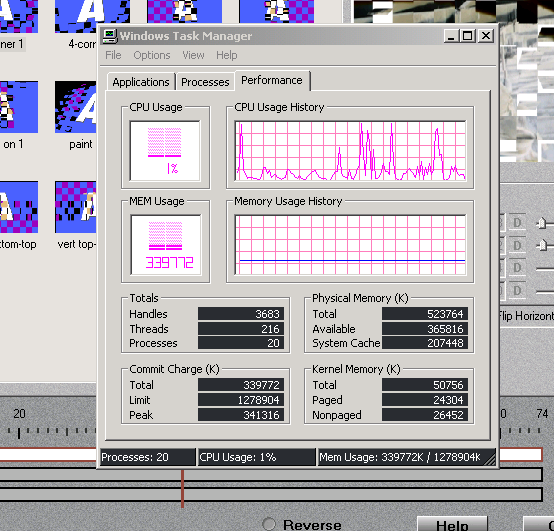 ner 1
4-cor
on 1
paint
ttom-top
vert top-
Windows Task Manager
File Options View Help
Applications Processes Performance
CPU Usage
CPU Usage History
1%
MEM Usage
Memory Usage History
339772
Totals
Handles 3683
Threads 216
Processes 20
Physical Memory (K)
Total 523764
Available 365816
System Cache 207448
Commit Charge (K)
Total 339772
Limit 1278904
Peak 341316
Kernel Memory (K)
Total 50756
Paged 24304
Nonpaged 26452
Processes: 20 CPU Usage: 1% Mem Usage: 339772K / 1278904K
D
D
D
D
Flip Horizont
20
70
74
Reverse
Help